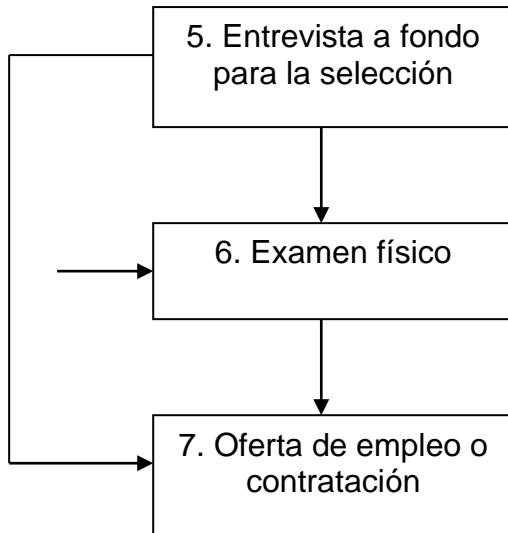 5. Entrevista a fondo
para la selección
6. Examen físico
7. Oferta de empleo o
contratación